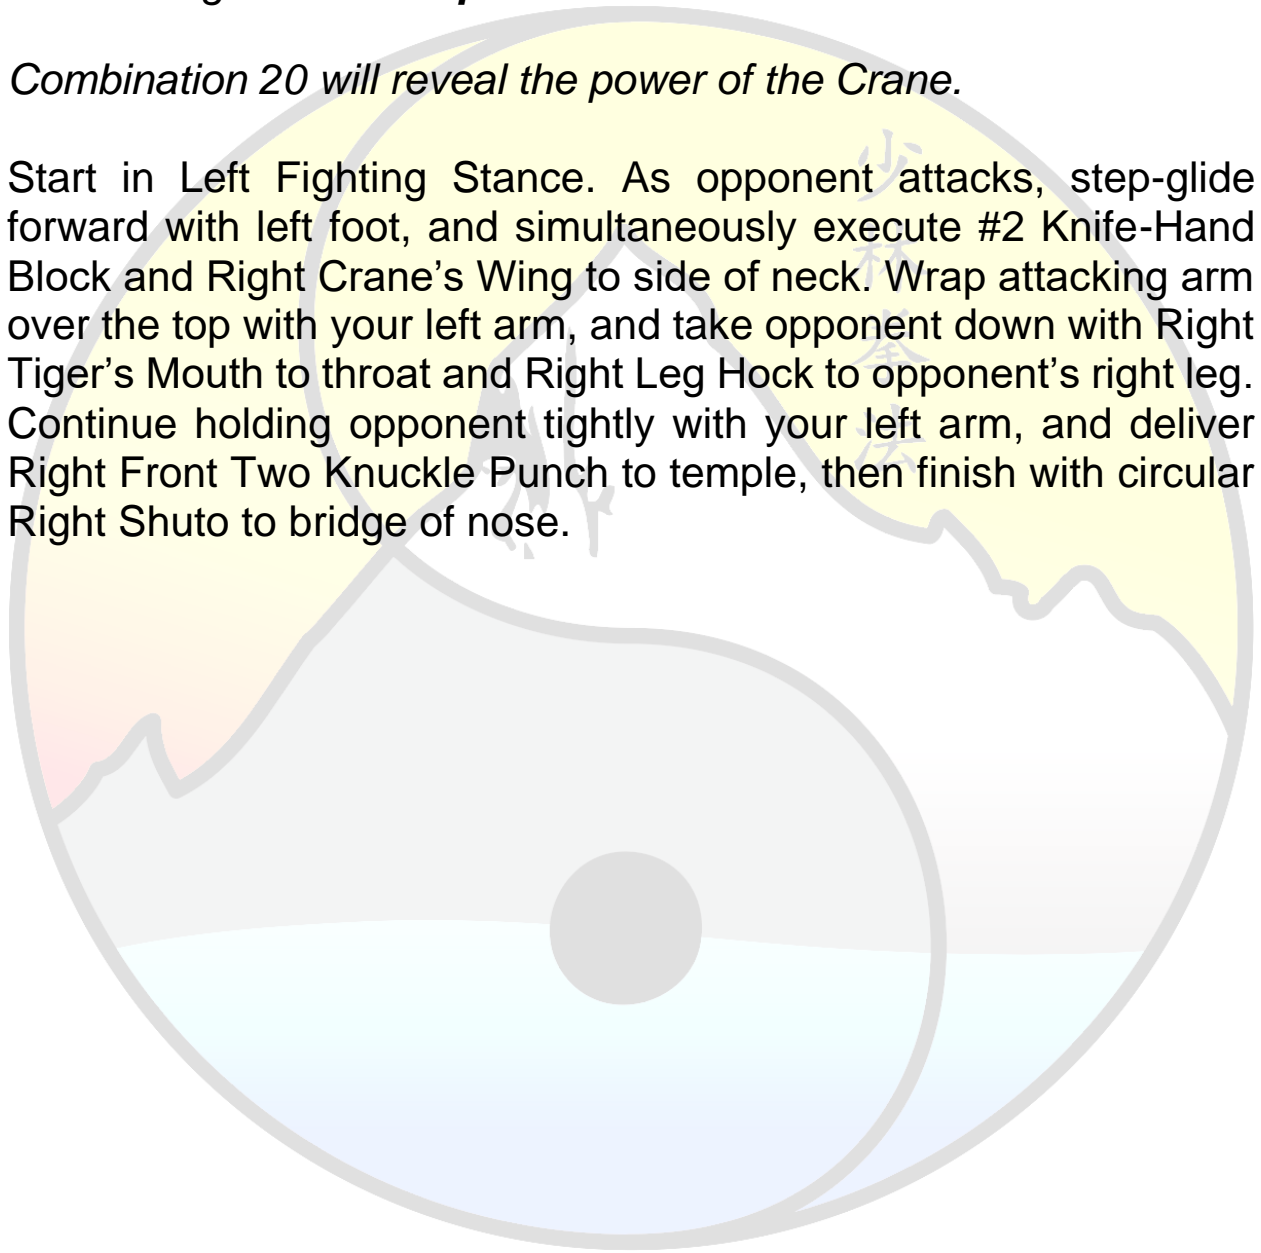 Combination 20 will reveal the power of the Crane.
Start in Left Fighting Stance. As opponent attacks, step-glide
forward with left foot, and simultaneously execute #2 Knife-Hand
Block and Right Crane’s Wing to side of neck. Wrap attacking arm
over the top with your left arm, and take opponent down with Right
Tiger’s Mouth to throat and Right Leg Hock to opponent’s right leg.
Continue holding opponent tightly with your left arm, and deliver
Right Front Two Knuckle Punch to temple, then finish with circular
Right Shuto to bridge of nose.
少
林
拳
法